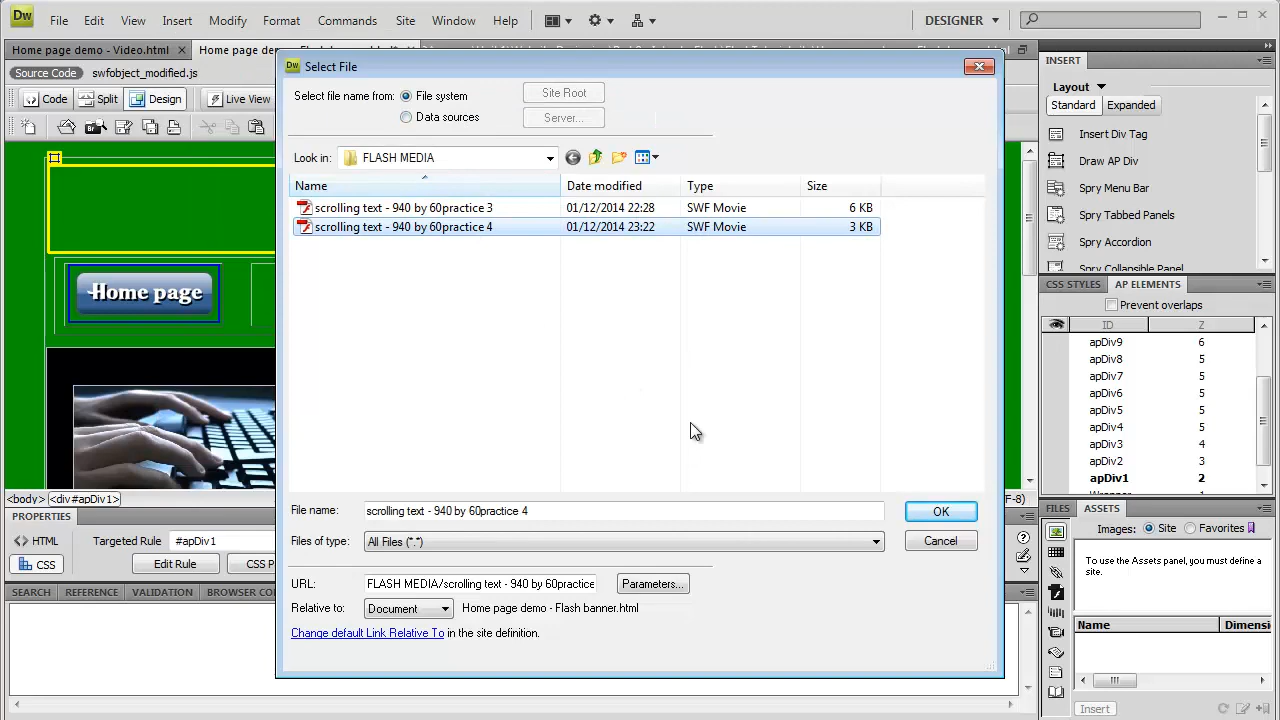 Dw File Edit View Insert Modify Format Commands Site Window Help DESIGNER
Home page demo - Video.html Home page de
Source Code swfobject_modified.js
Code Split Design Live View
Select File
Select file name from: File system Site Root
Data sources Server...
Look in: FLASH MEDIA
Name Date modified Type Size
scrolling text - 940 by 60practice 3 01/12/2014 22:28 SWF Movie 6 KB
scrolling text - 940 by 60practice 4 01/12/2014 23:22 SWF Movie 3 KB
File name: scrolling text - 940 by 60practice 4 OK
Files of type: All Files (*.*) Cancel
URL: FLASH MEDIA/scrolling text - 940 by 60practice Parameters...
Relative to: Document Home page demo - Flash banner.html
Change default Link Relative To in the site definition.
Home page
<body> <div#apDiv1> F-8)
PROPERTIES
HTML Targeted Rule #apDiv1
CSS Edit Rule CSS P
SEARCH REFERENCE VALIDATION BROWSER CO
INSERT
Layout
Standard Expanded
Insert Div Tag
Draw AP Div
Spry Menu Bar
Spry Tabbed Panels
Spry Accordion
Spry Collapsible Panel
CSS STYLES AP ELEMENTS
Prevent overlaps
ID Z
apDiv9 6
apDiv8 5
apDiv7 5
apDiv6 5
apDiv5 5
apDiv4 5
apDiv3 4
apDiv2 3
apDiv1 2
Wrapper 1
FILES ASSETS
Images: Site Favorites
To use the Assets panel, you must define a
site.
Name Dimensi
Insert